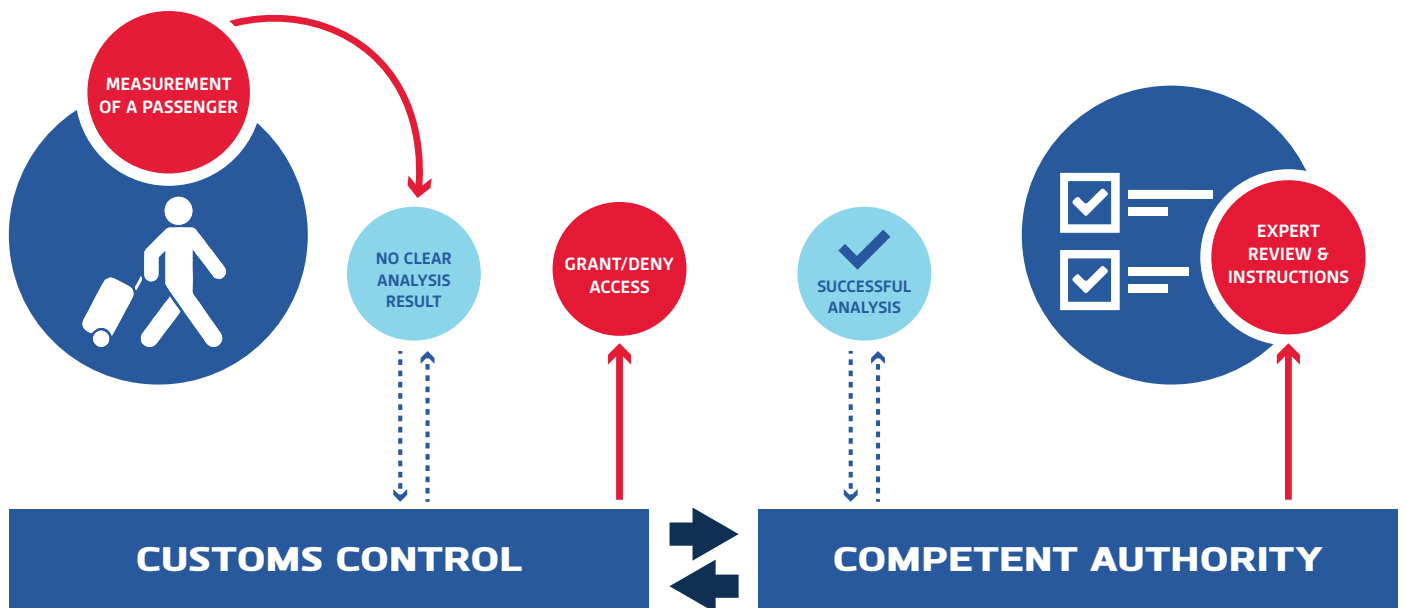 MEASUREMENT
OF A PASSENGER
NO CLEAR
ANALYSIS
RESULT
GRANT/DENY
ACCESS
SUCCESSFUL
ANALYSIS
EXPERT
REVIEW &
INSTRUCTIONS
CUSTOMS CONTROL
COMPETENT AUTHORITY